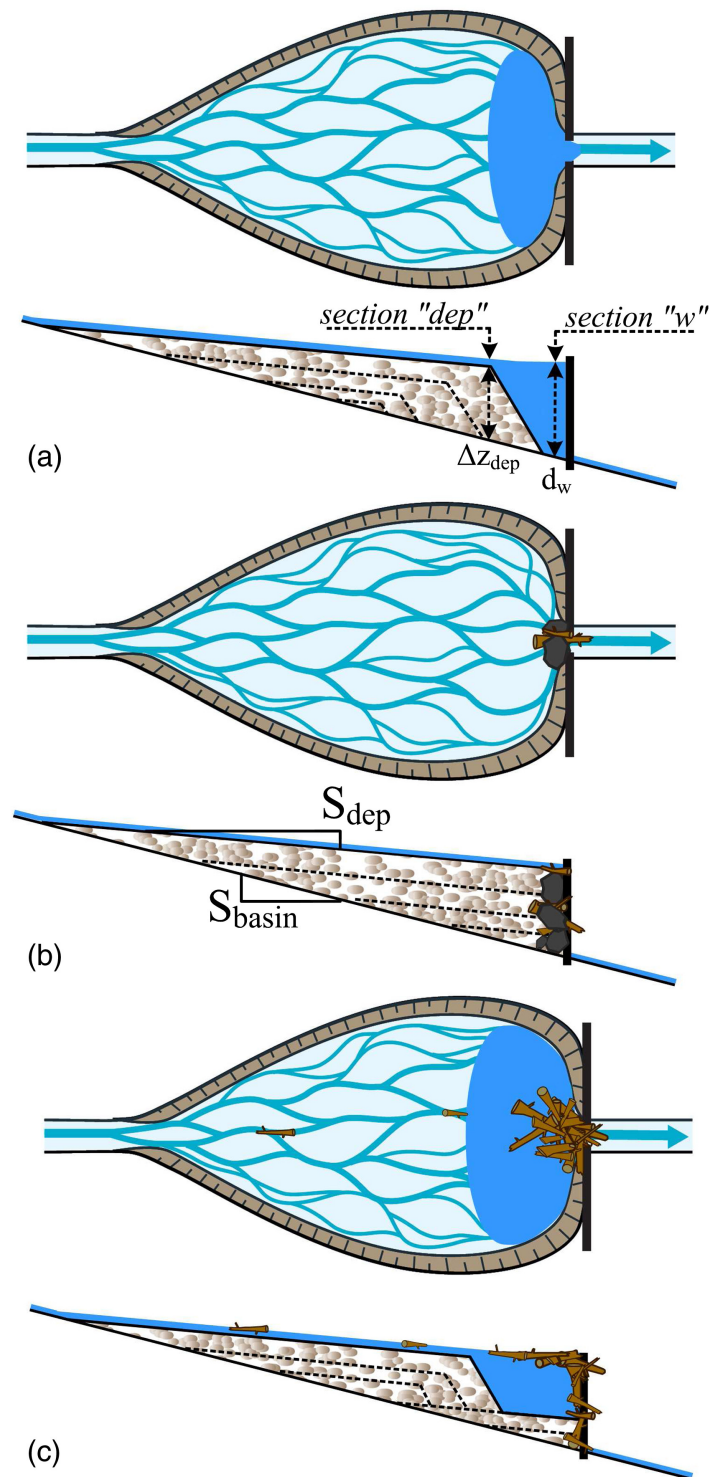 section "dep"
section "w"
(a)
Δz_dep
d_w
S_dep
S_basin
(b)
(c)